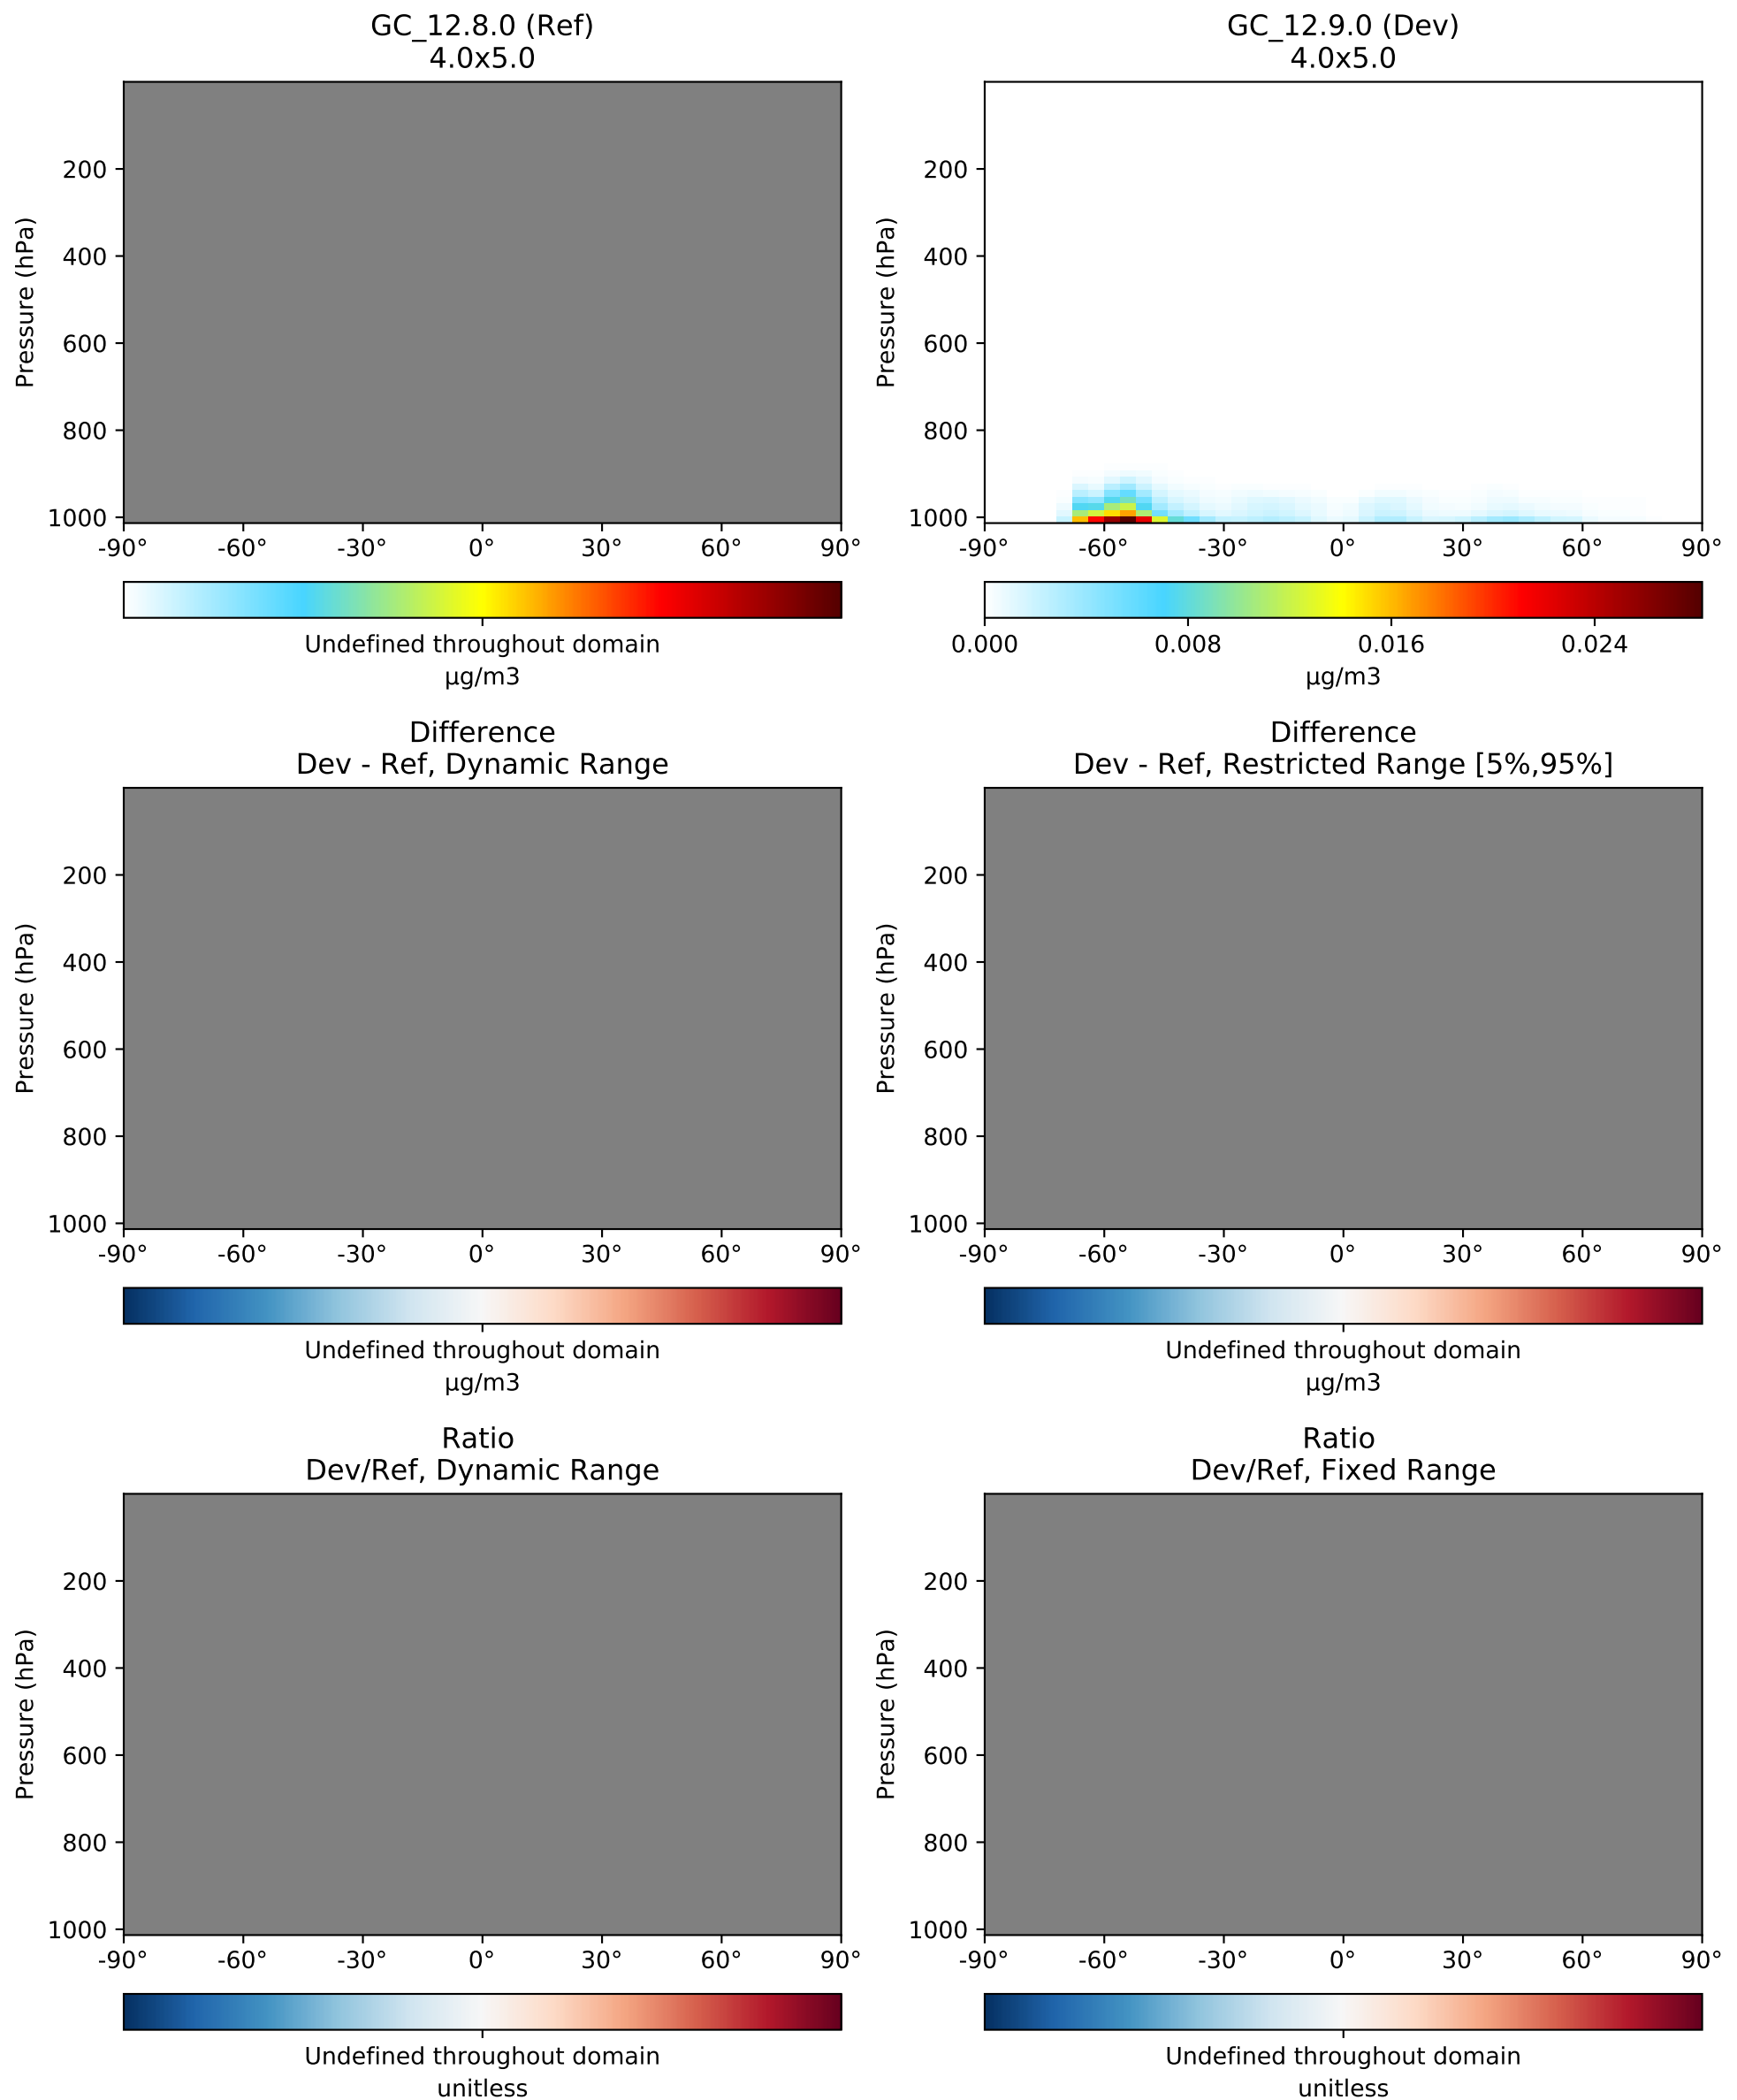 GC_12.8.0 (Ref)
4.0x5.0
Pressure (hPa)
200
400
600
800
1000
-90° -60° -30° 0° 30° 60° 90°
Undefined throughout domain
µg/m3
GC_12.9.0 (Dev)
4.0x5.0
Pressure (hPa)
200
400
600
800
1000
-90° -60° -30° 0° 30° 60° 90°
0.000 0.008 0.016 0.024
µg/m3
Difference
Dev - Ref, Dynamic Range
Pressure (hPa)
200
400
600
800
1000
-90° -60° -30° 0° 30° 60° 90°
Undefined throughout domain
µg/m3
Difference
Dev - Ref, Restricted Range [5%,95%]
Pressure (hPa)
200
400
600
800
1000
-90° -60° -30° 0° 30° 60° 90°
Undefined throughout domain
µg/m3
Ratio
Dev/Ref, Dynamic Range
Pressure (hPa)
200
400
600
800
1000
-90° -60° -30° 0° 30° 60° 90°
Undefined throughout domain
unitless
Ratio
Dev/Ref, Fixed Range
Pressure (hPa)
200
400
600
800
1000
-90° -60° -30° 0° 30° 60° 90°
Undefined throughout domain
unitless